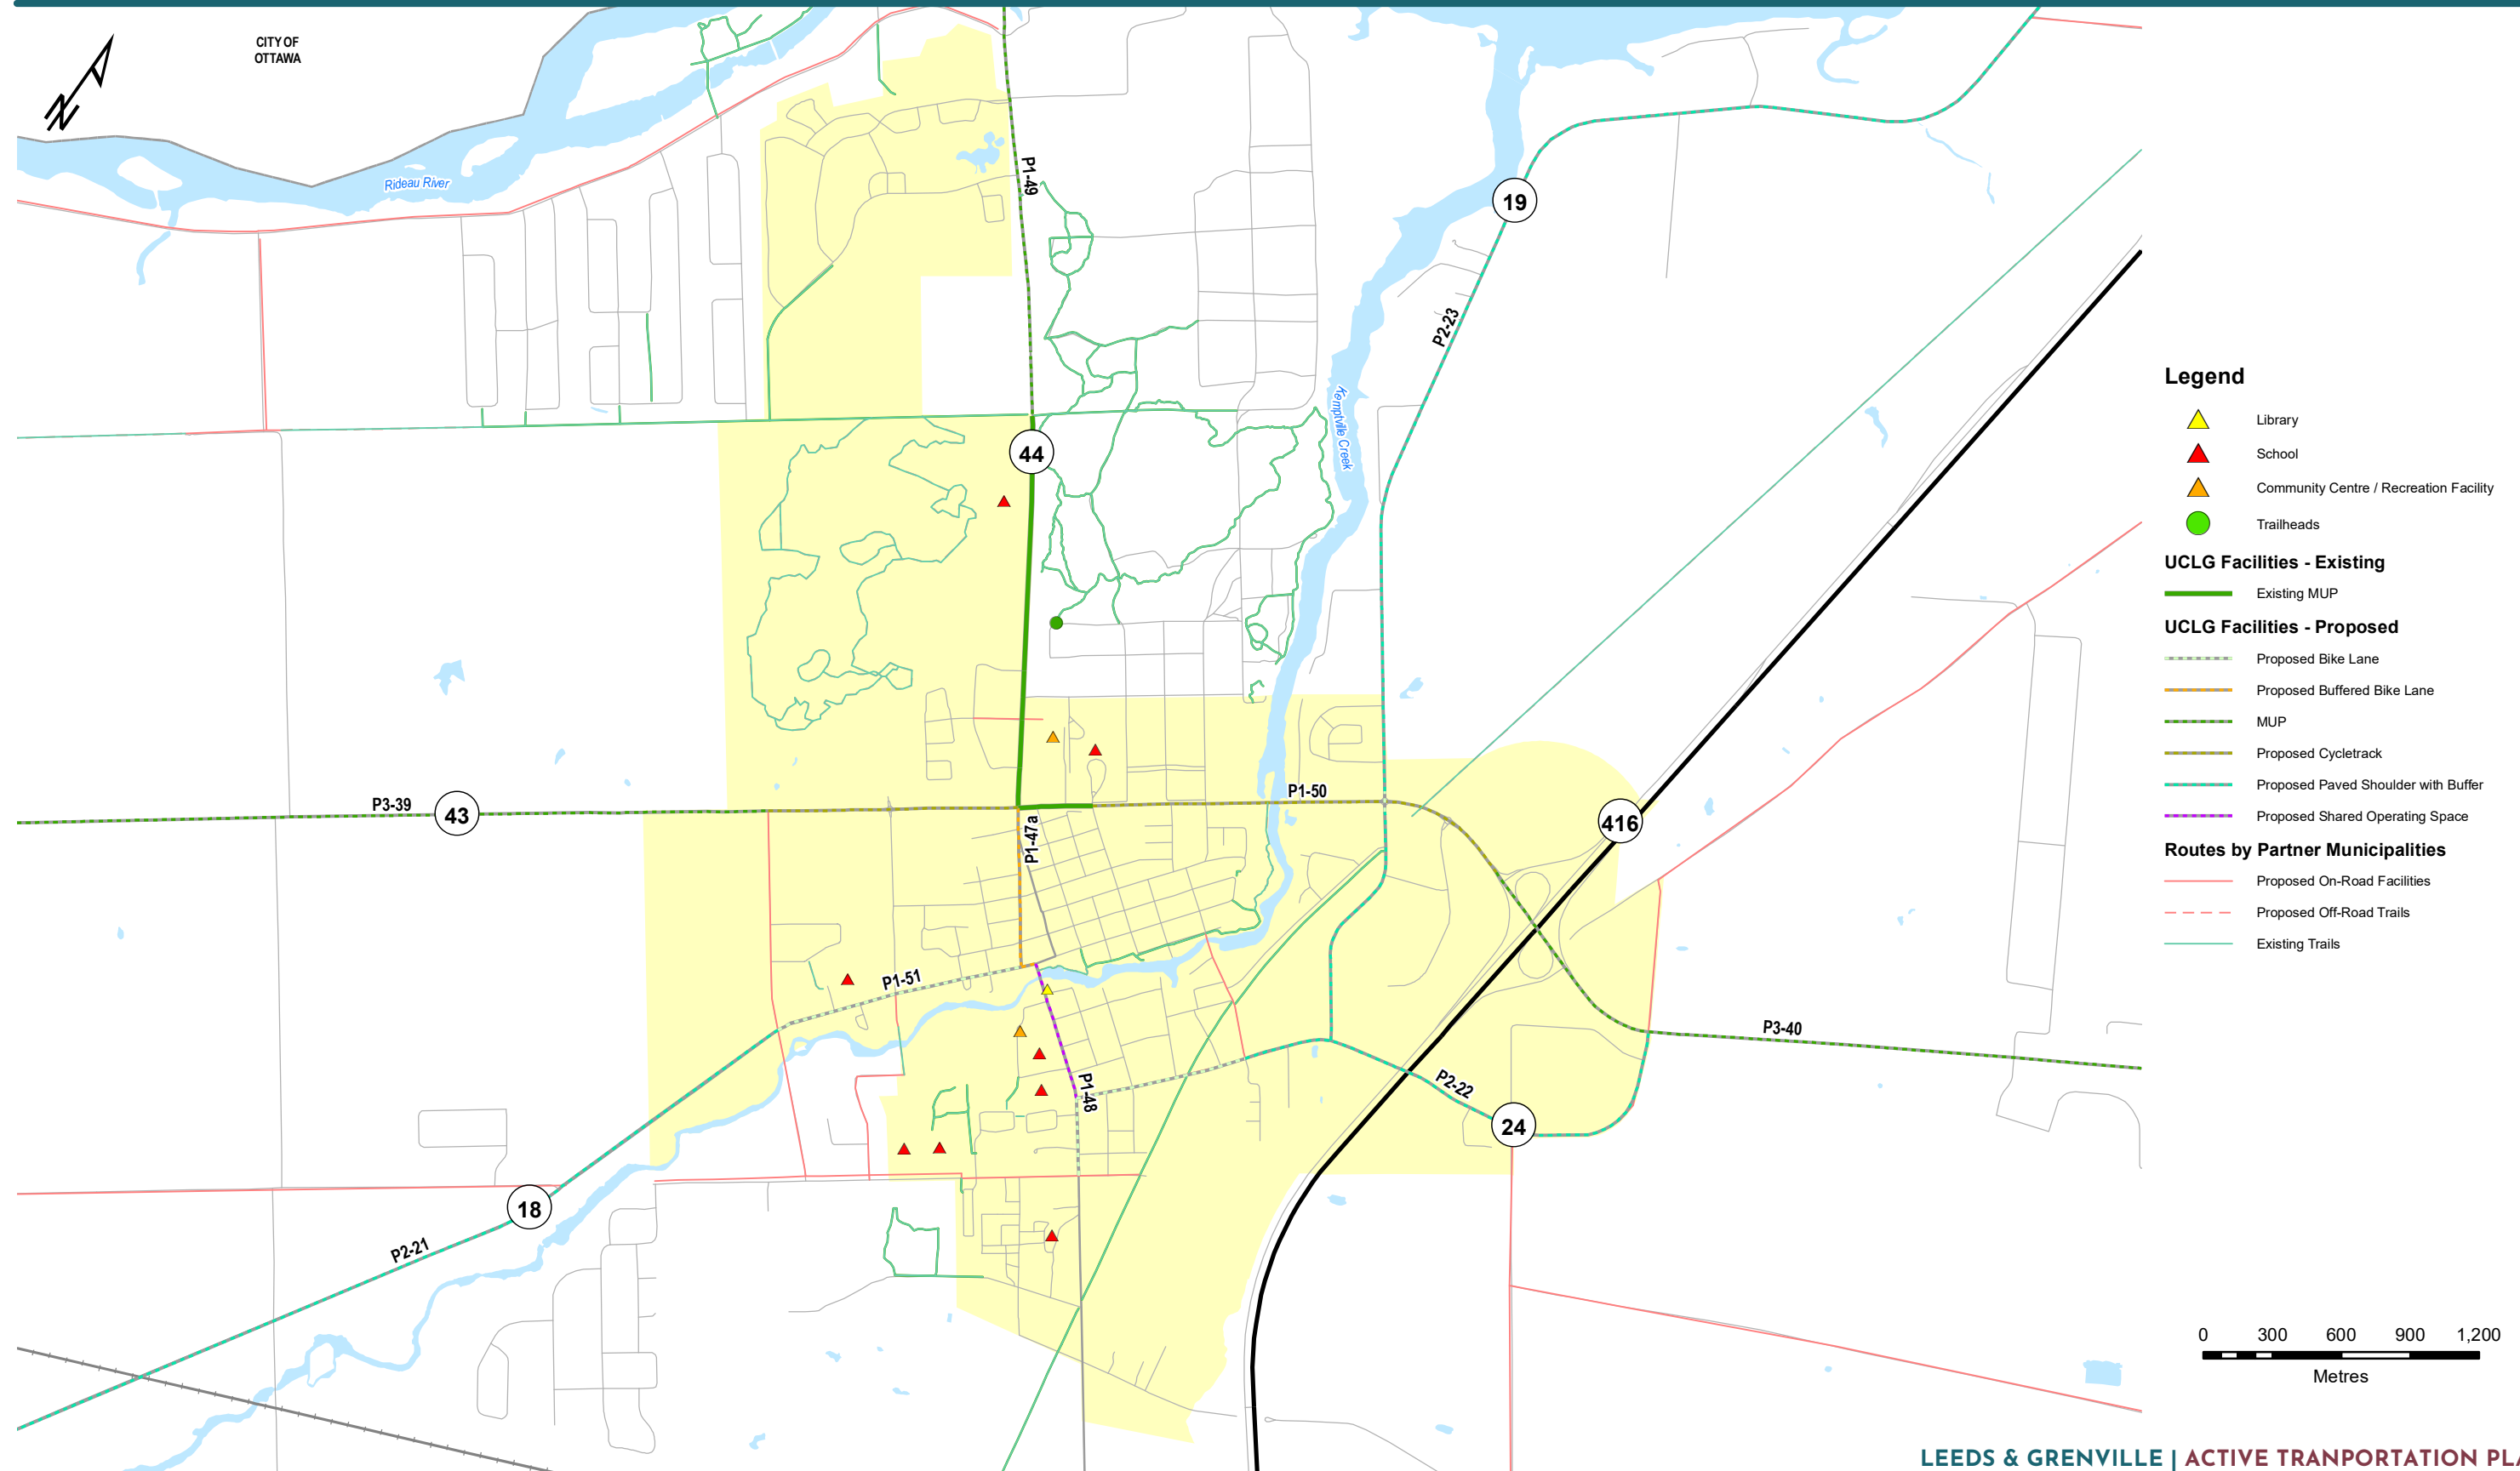 CITY OF
OTTAWA
N
Rideau River
P1-49
19
P2-23
Kemptville Creek
44
P3-39
43
P1-50
P1-47a
416
P1-51
P3-40
P1-48
P2-22
24
18
P2-21
Legend
Library
School
Community Centre / Recreation Facility
Trailheads
UCLG Facilities - Existing
Existing MUP
UCLG Facilities - Proposed
Proposed Bike Lane
Proposed Buffered Bike Lane
MUP
Proposed Cycletrack
Proposed Paved Shoulder with Buffer
Proposed Shared Operating Space
Routes by Partner Municipalities
Proposed On-Road Facilities
Proposed Off-Road Trails
Existing Trails
0 300 600 900 1,200
Metres
LEEDS & GRENVILLE | ACTIVE TRANPORTATION PLA